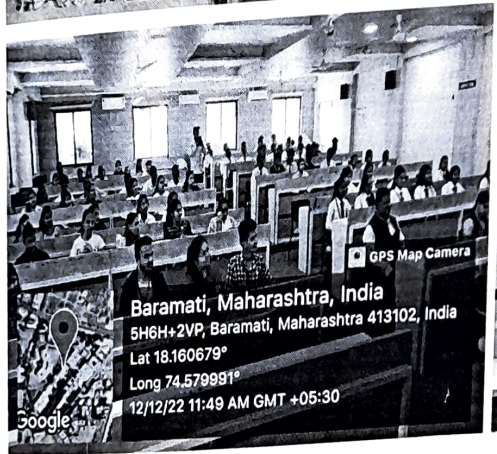 GPS Map Camera
Baramati, Maharashtra, India
5H6H+2VP, Baramati, Maharashtra 413102, India
Lat 18.160679°
Long 74.579991°
12/12/22 11:49 AM GMT +05:30
Google